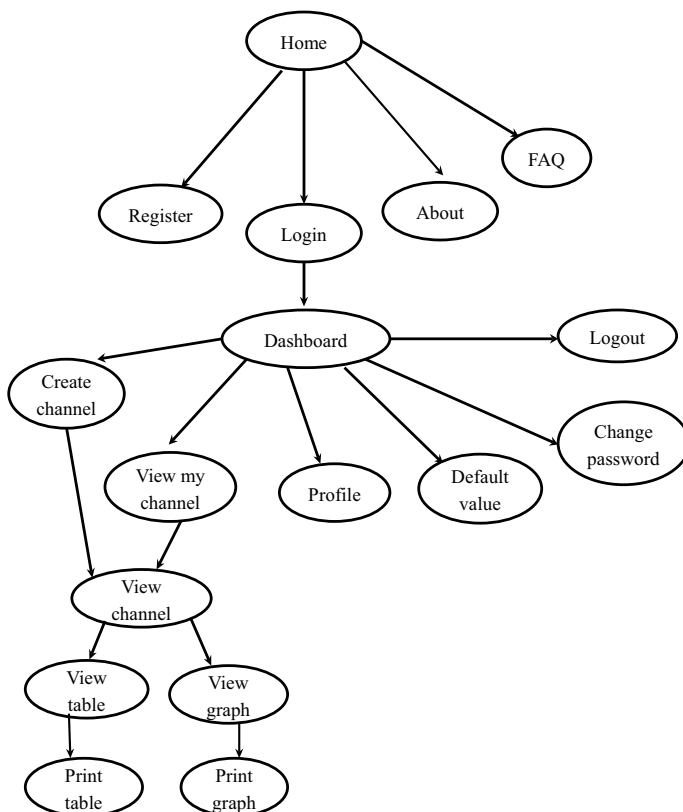 Home
FAQ
Register
About
Login
Dashboard
Logout
Create
channel
Change
password
View my
channel
Profile
Default
value
View
channel
View
table
View
graph
Print
table
Print
graph